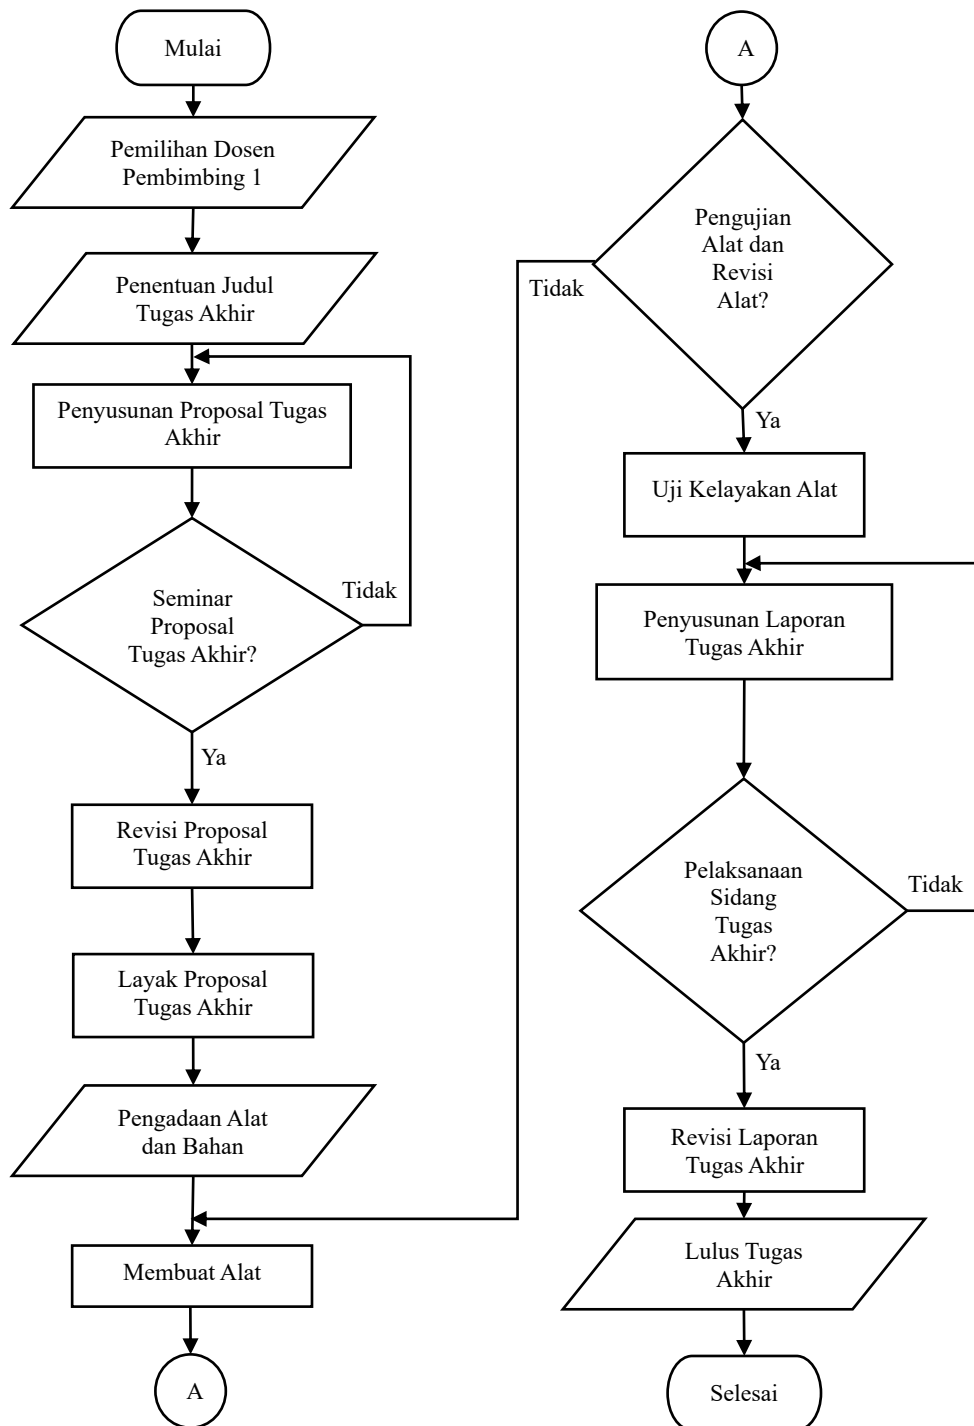 Mulai
Pemilihan Dosen
Pembimbing 1
Penentuan Judul
Tugas Akhir
Penyusunan Proposal Tugas
Akhir
Seminar
Proposal
Tugas Akhir?
Tidak
Ya
Revisi Proposal
Tugas Akhir
Layak Proposal
Tugas Akhir
Pengadaan Alat
dan Bahan
Membuat Alat
A
A
Pengujian
Alat dan
Revisi
Alat?
Tidak
Ya
Uji Kelayakan Alat
Penyusunan Laporan
Tugas Akhir
Pelaksanaan
Sidang
Tugas
Akhir?
Tidak
Ya
Revisi Laporan
Tugas Akhir
Lulus Tugas
Akhir
Selesai